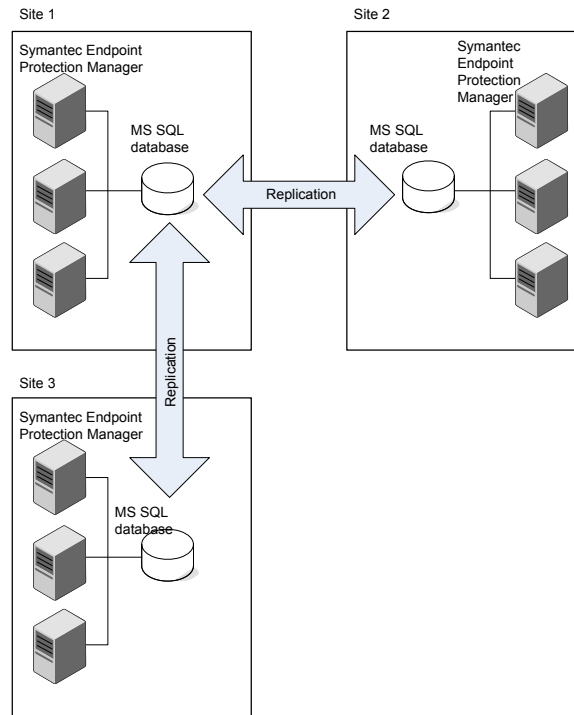 Site 1
Symantec Endpoint
Protection Manager
MS SQL
database
Site 2
Symantec
Endpoint
Protection
Manager
MS SQL
database
Replication
Replication
Site 3
Symantec Endpoint
Protection Manager
MS SQL
database